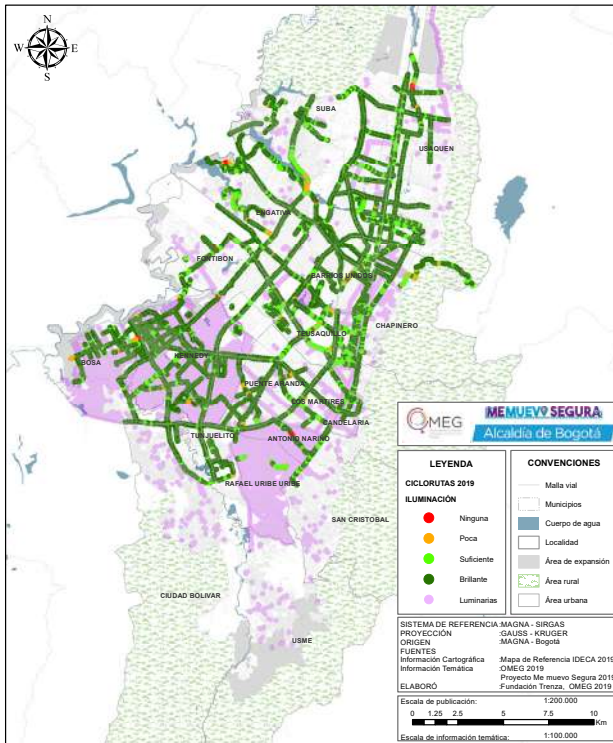 N
W E
S
SUBA
USAQUEN
ENGATIVA
FONTIBON
BARRIOS UNIDOS
TEUSAQUILLO
CHAPINERO
BOSA
KENNEDY
PUENTE ARANDA
LOS MARTIRES
CANDELARIA
TUNJUELITO
ANTONIO NARIÑO
RAFAEL URIBE URIBE
SAN CRISTOBAL
CIUDAD BOLIVAR
USME
OMEG
MEMUEVO SEGURA
Alcaldía de Bogotá
LEYENDA
CICLORUTAS 2019
ILUMINACIÓN
Ninguna
Poca
Suficiente
Brillante
Luminarias
CONVENCIONES
Malla vial
Municipios
Cuerpo de agua
Localidad
Área de expansión
Área rural
Área urbana
SISTEMA DE REFERENCIA :MAGNA - SIRGAS
PROYECCIÓN :GAUSS - KRUGER
ORIGEN :MAGNA - Bogotá
FUENTES
Información Cartográfica :Mapa de Referencia IDECA 2019
Información Temática :OMEG 2019
Proyecto Me muevo Segura 2019
ELABORÓ :Fundación Trenza, OMEG 2019
Escala de publicación: 1:200.000
0 1.25 2.5 5 7.5 10
Km
Escala de información temática: 1:100.000